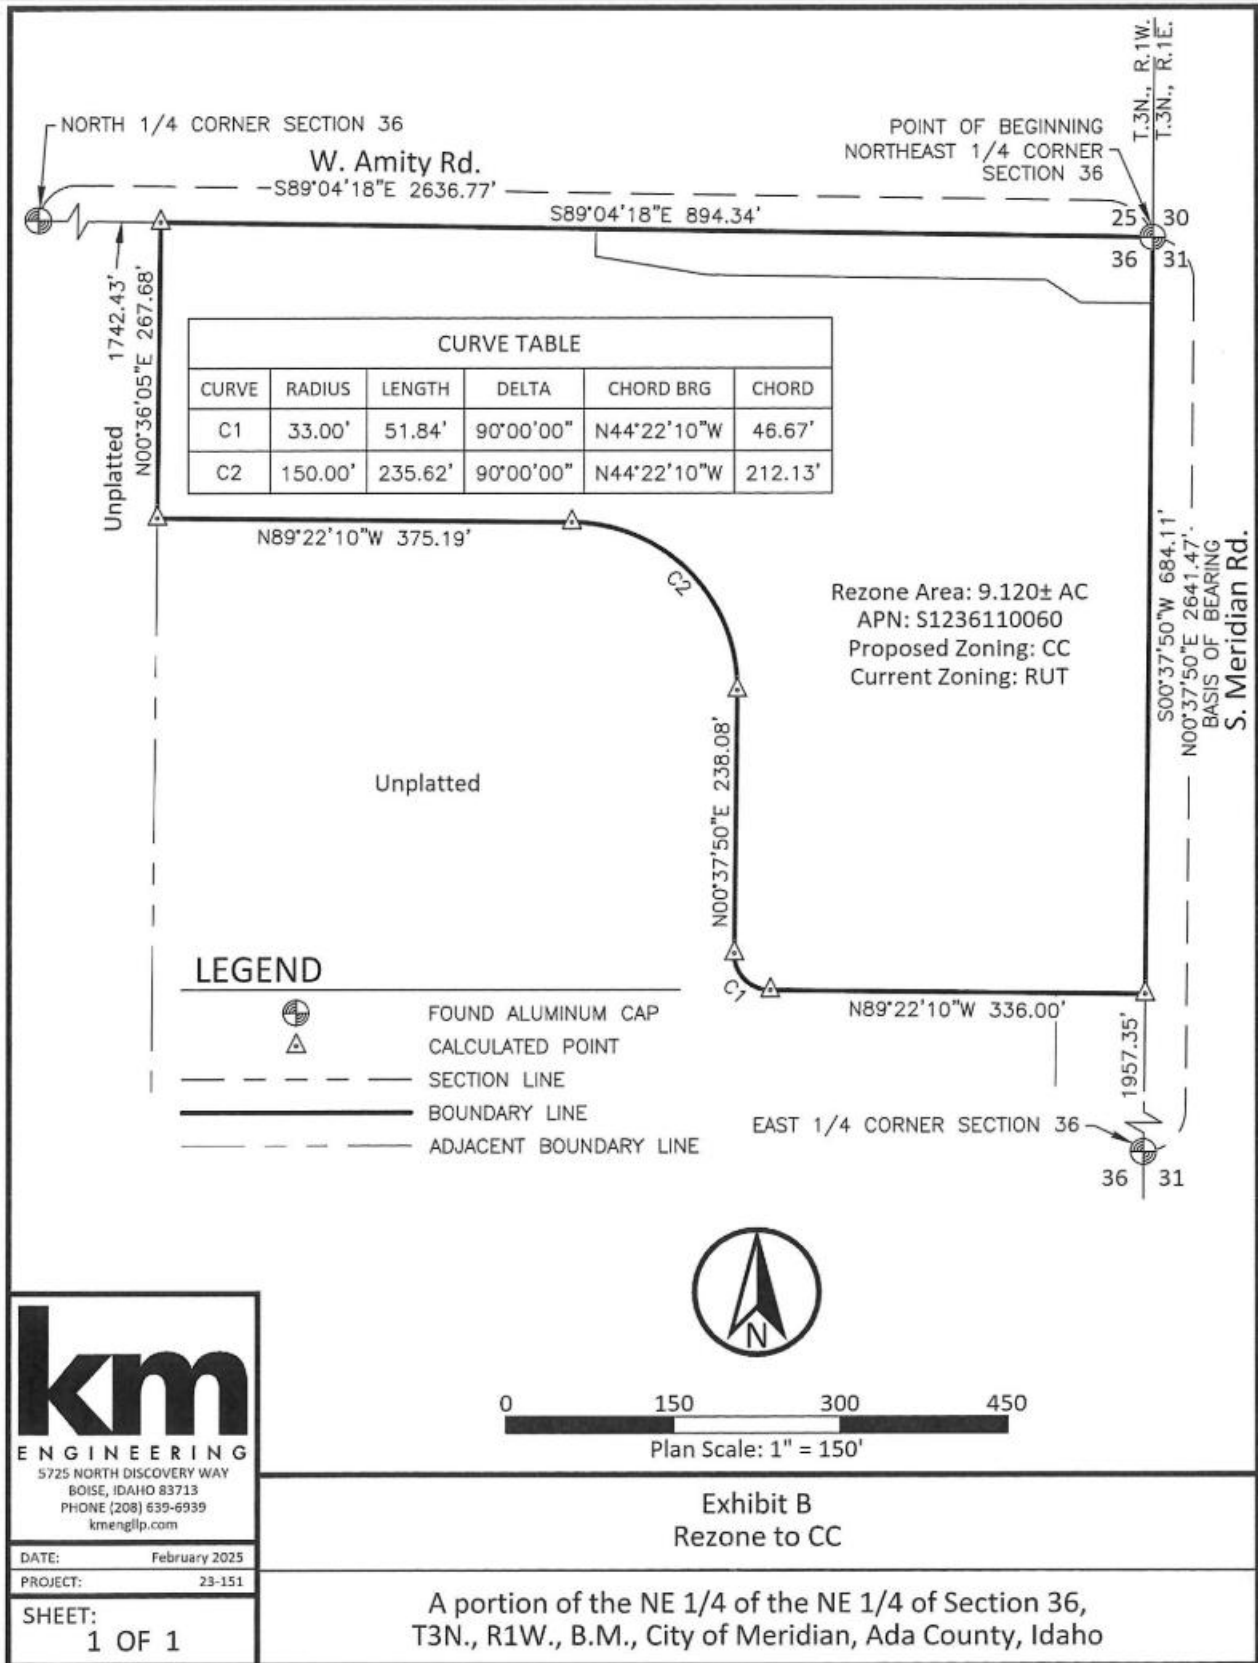 T.3N., R.1W.
T.3N., R.1E.
NORTH 1/4 CORNER SECTION 36
POINT OF BEGINNING
NORTHEAST 1/4 CORNER
SECTION 36
W. Amity Rd.
S89°04'18"E 2636.77'
S89°04'18"E 894.34'
25 30
36 31
1742.43'
N00°36'05"E 267.68'
Unplatted
CURVE TABLE
CURVE RADIUS LENGTH DELTA CHORD BRG CHORD
C1 33.00' 51.84' 90°00'00" N44°22'10"W 46.67'
C2 150.00' 235.62' 90°00'00" N44°22'10"W 212.13'
N89°22'10"W 375.19'
C2
Rezone Area: 9.120± AC
APN: S1236110060
Proposed Zoning: CC
Current Zoning: RUT
S00°37'50"W 684.11'
N00°37'50"E 2641.47'
BASIS OF BEARING
S. Meridian Rd.
Unplatted
N00°37'50"E 238.08'
C1
N89°22'10"W 336.00'
1957.35'
LEGEND
FOUND ALUMINUM CAP
CALCULATED POINT
SECTION LINE
BOUNDARY LINE
ADJACENT BOUNDARY LINE
EAST 1/4 CORNER SECTION 36
36 31
N
0 150 300 450
Plan Scale: 1" = 150'
km
ENGINEERING
5725 NORTH DISCOVERY WAY
BOISE, IDAHO 83713
PHONE (208) 639-6939
kmengllp.com
DATE: February 2025
PROJECT: 23-151
SHEET:
1 OF 1
Exhibit B
Rezone to CC
A portion of the NE 1/4 of the NE 1/4 of Section 36,
T3N., R1W., B.M., City of Meridian, Ada County, Idaho